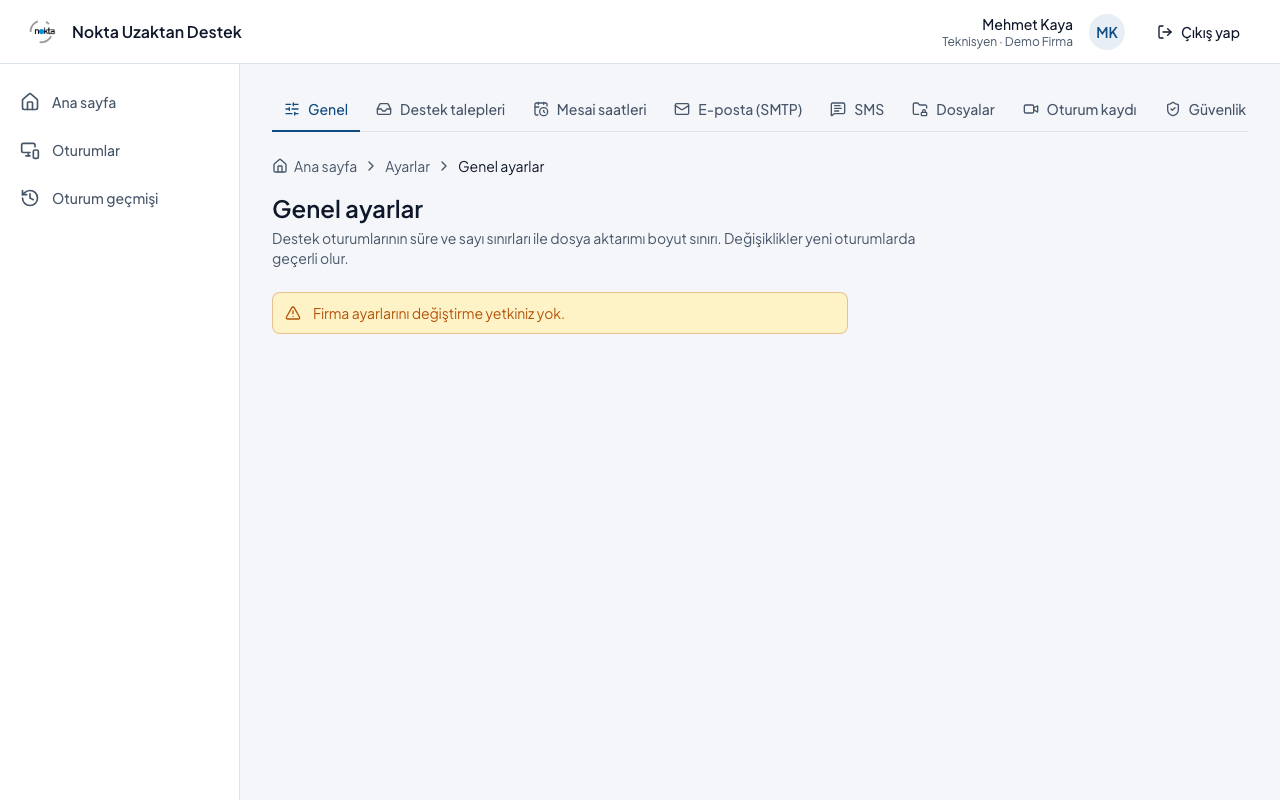 nokta
Nokta Uzaktan Destek
Mehmet Kaya
Teknisyen · Demo Firma
MK
Çıkış yap
Ana sayfa
Oturumlar
Oturum geçmişi
Genel
Destek talepleri
Mesai saatleri
E-posta (SMTP)
SMS
Dosyalar
Oturum kaydı
Güvenlik
Ana sayfa > Ayarlar > Genel ayarlar
Genel ayarlar
Destek oturumlarının süre ve sayı sınırları ile dosya aktarımı boyut sınırı. Değişiklikler yeni oturumlarda
geçerli olur.
Firma ayarlarını değiştirme yetkiniz yok.